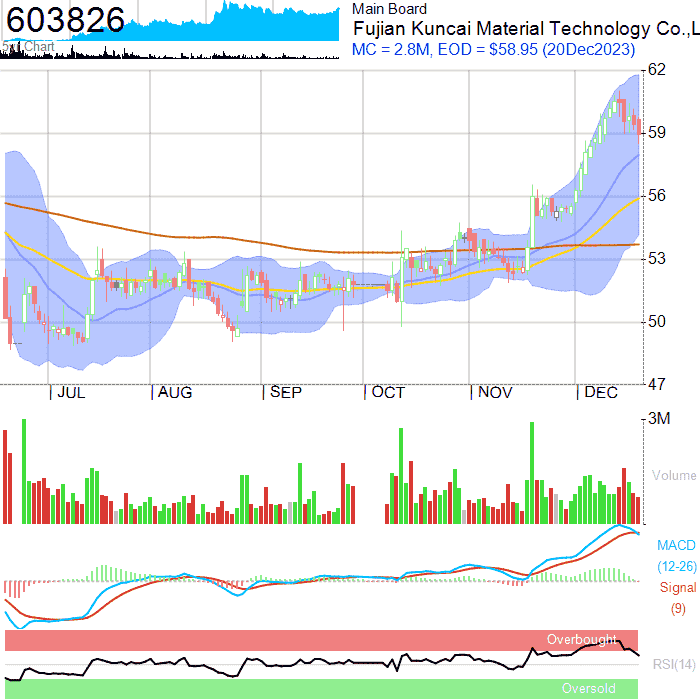 603826
5yr Chart
Main Board
Fujian Kuncai Material Technology Co.,L
MC = 2.8M, EOD = $58.95 (20Dec2023)
62
59
56
53
50
47
JUL AUG SEP OCT NOV DEC
3M
Volume
MACD
(12-26)
Signal
(9)
Overbought
RSI(14)
Oversold